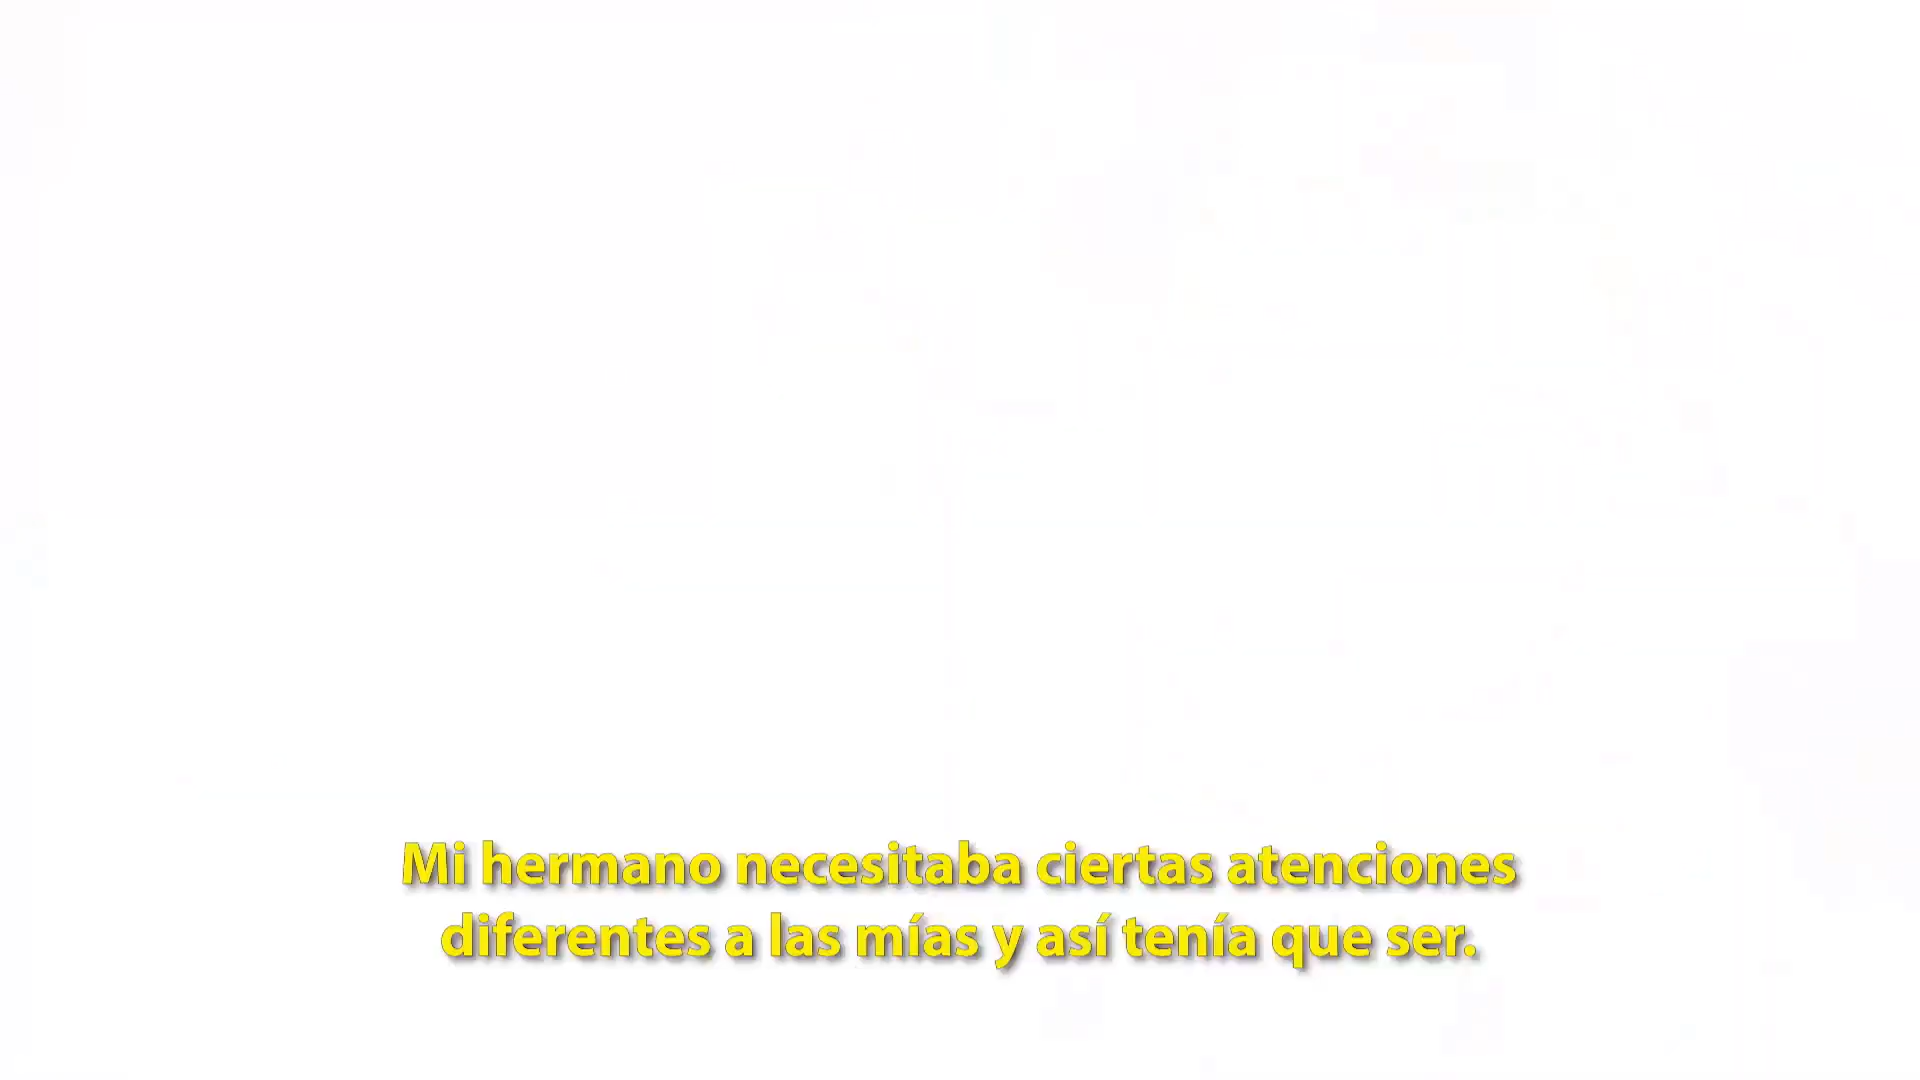 Mi hermano necesitaba ciertas atenciones
diferentes a las mías y así tenía que ser.